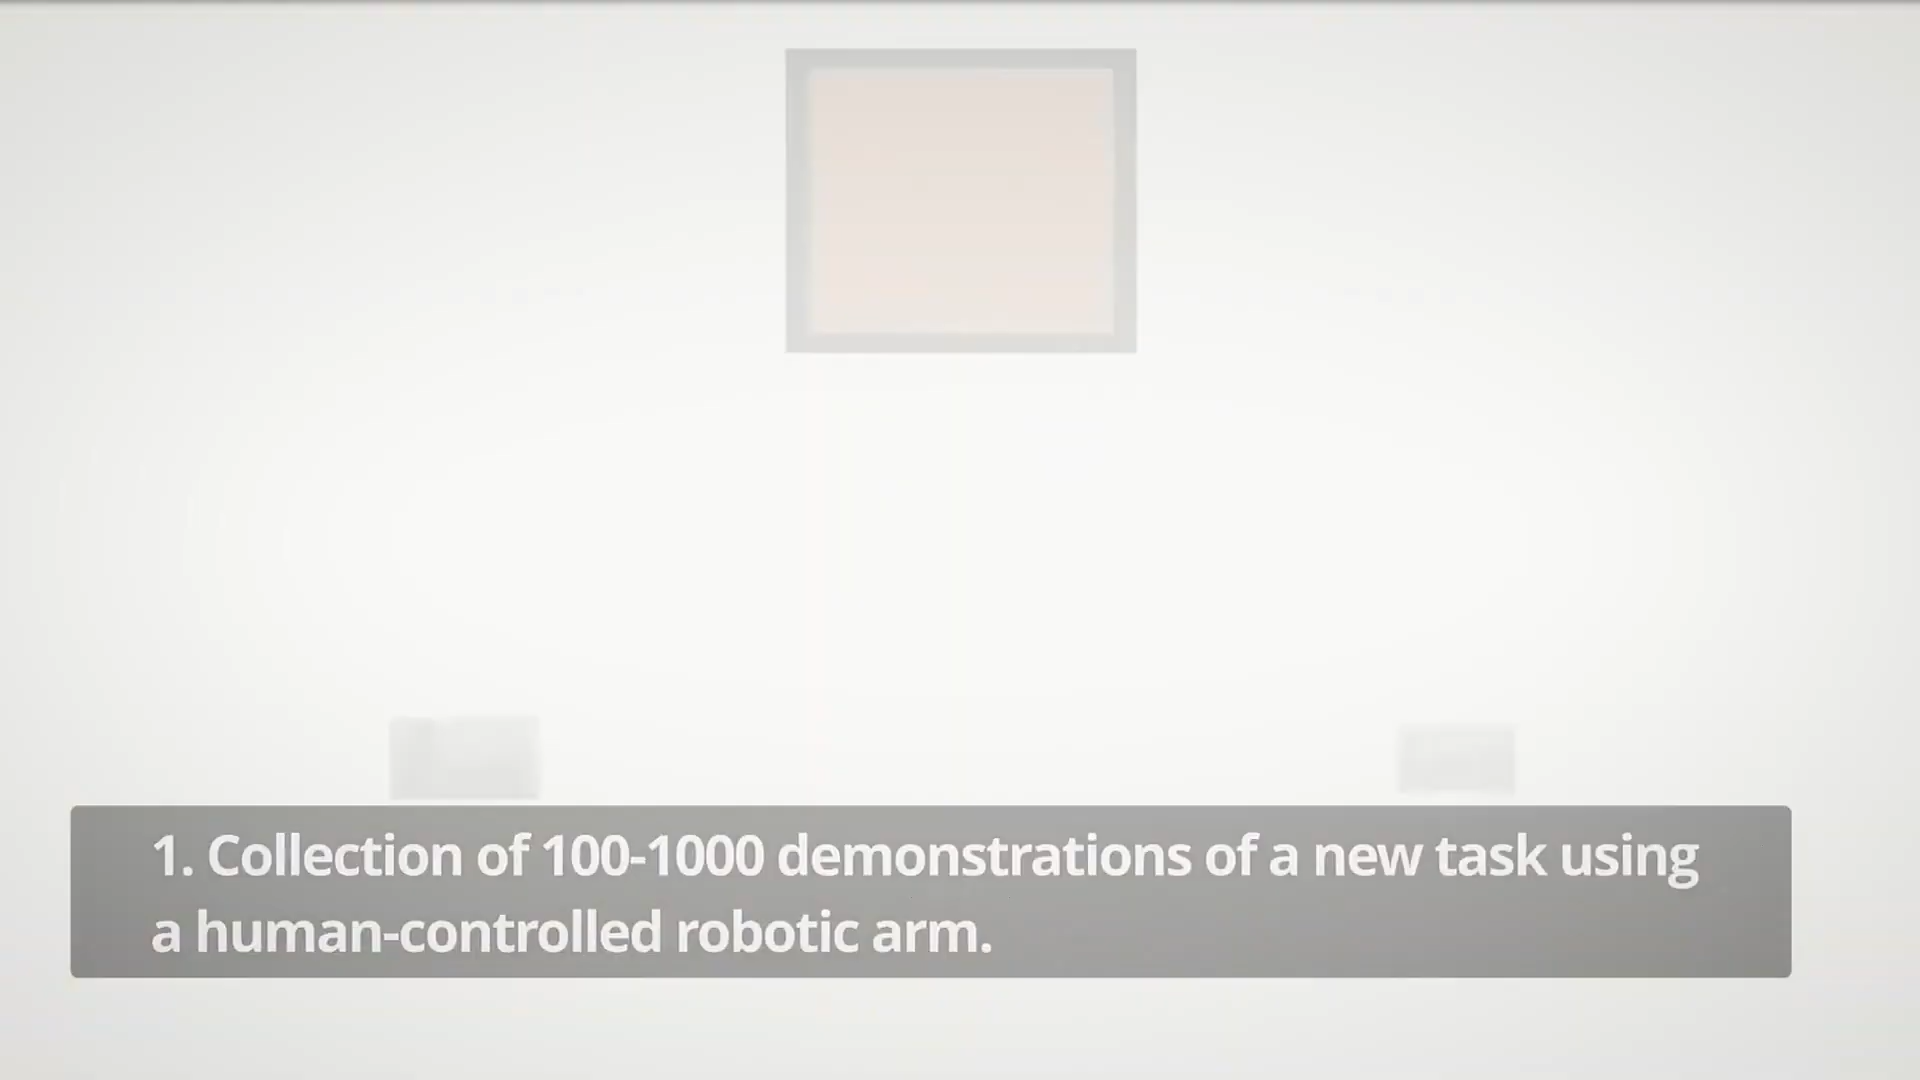 1. Collection of 100-1000 demonstrations of a new task using
a human-controlled robotic arm.